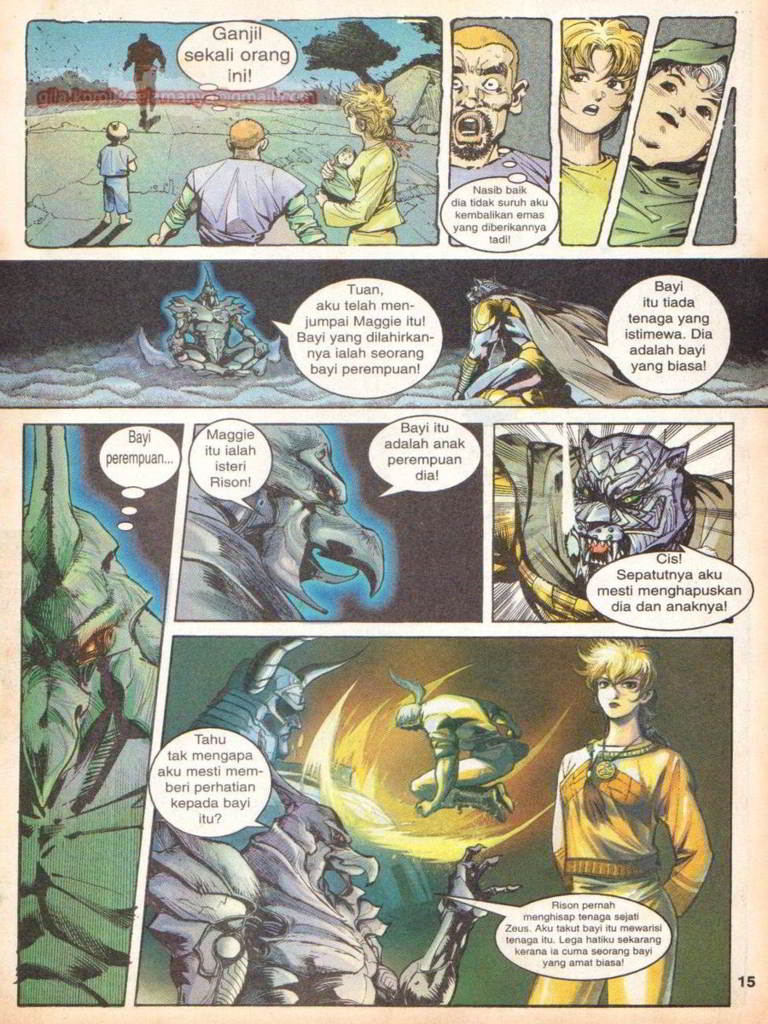 Ganjil
sekali orang
ini!
Nasib baik
dia tidak suruh aku
kembalikan emas
yang diberikannya
tadi!
Tuan,
aku telah men-
jumpai Maggie itu!
Bayi yang dilahirkan-
nya ialah seorang
bayi perempuan!
Bayi
itu tiada
tenaga yang
istimewa. Dia
adalah bayi
yang biasa!
Bayi
perempuan...
Maggie
itu ialah
isteri
Rison!
Bayi itu
adalah anak
perempuan
dia!
Cis!
Sepatutnya aku
mesti menghapuskan
dia dan anaknya!
Tahu
tak mengapa
aku mesti mem-
beri perhatian
kepada bayi
itu?
Rison pernah
menghisap tenaga sejati
Zeus. Aku takut bayi itu mewarisi
tenaga itu. Lega hatiku sekarang
kerana ia cuma seorang bayi
yang amat biasa!
15